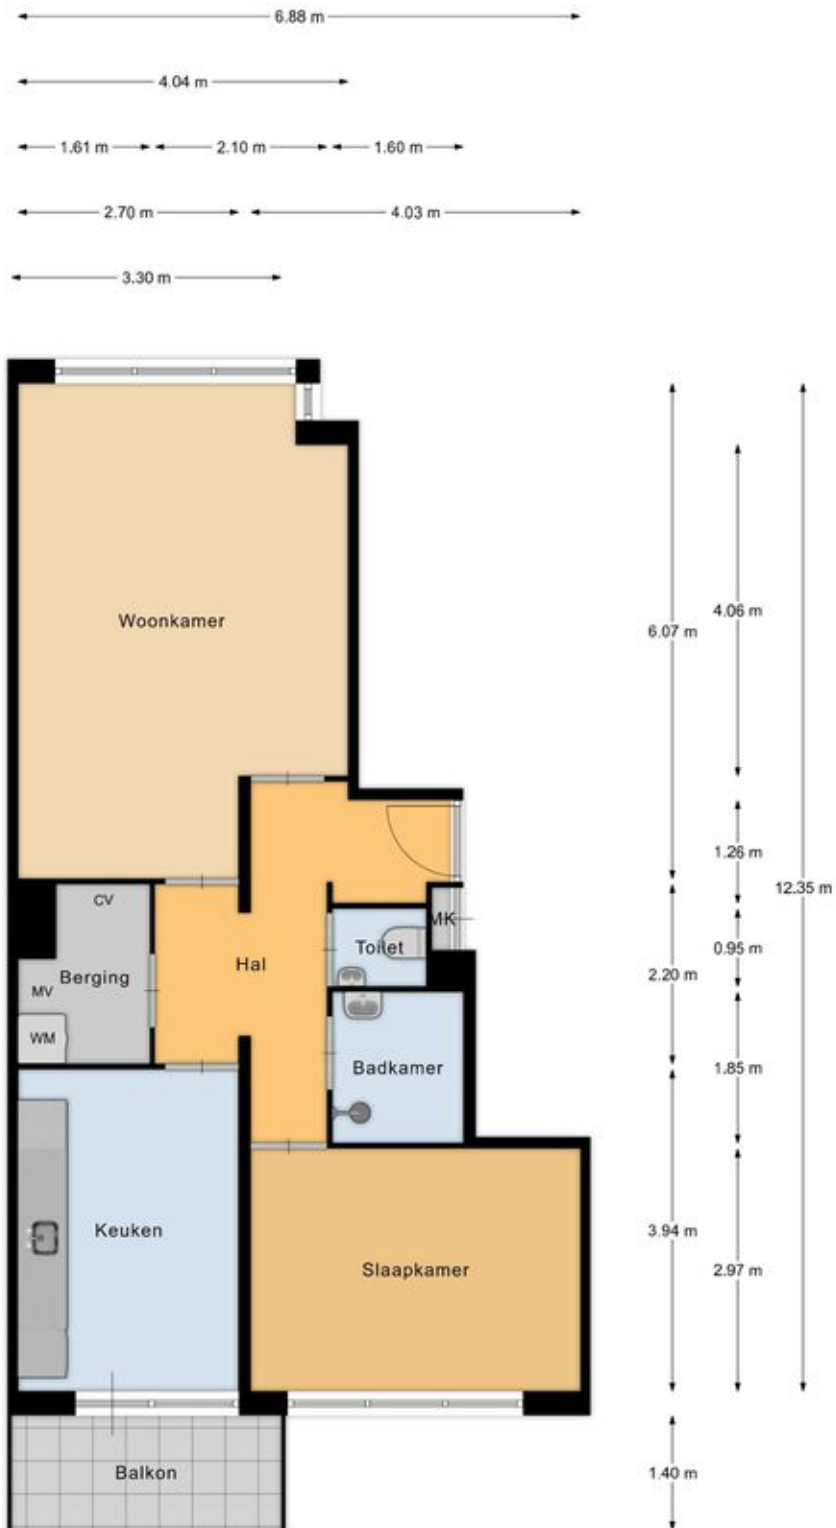 6.88 m
4.04 m
1.61 m 2.10 m 1.60 m
2.70 m 4.03 m
3.30 m
Woonkamer
4.06 m
6.07 m
1.26 m
12.35 m
CV
MK
Toilet
0.95 m
Hal
Berging
2.20 m
MV
WM
Badkamer
1.85 m
Keuken
3.94 m
Slaapkamer
2.97 m
Balkon
1.40 m